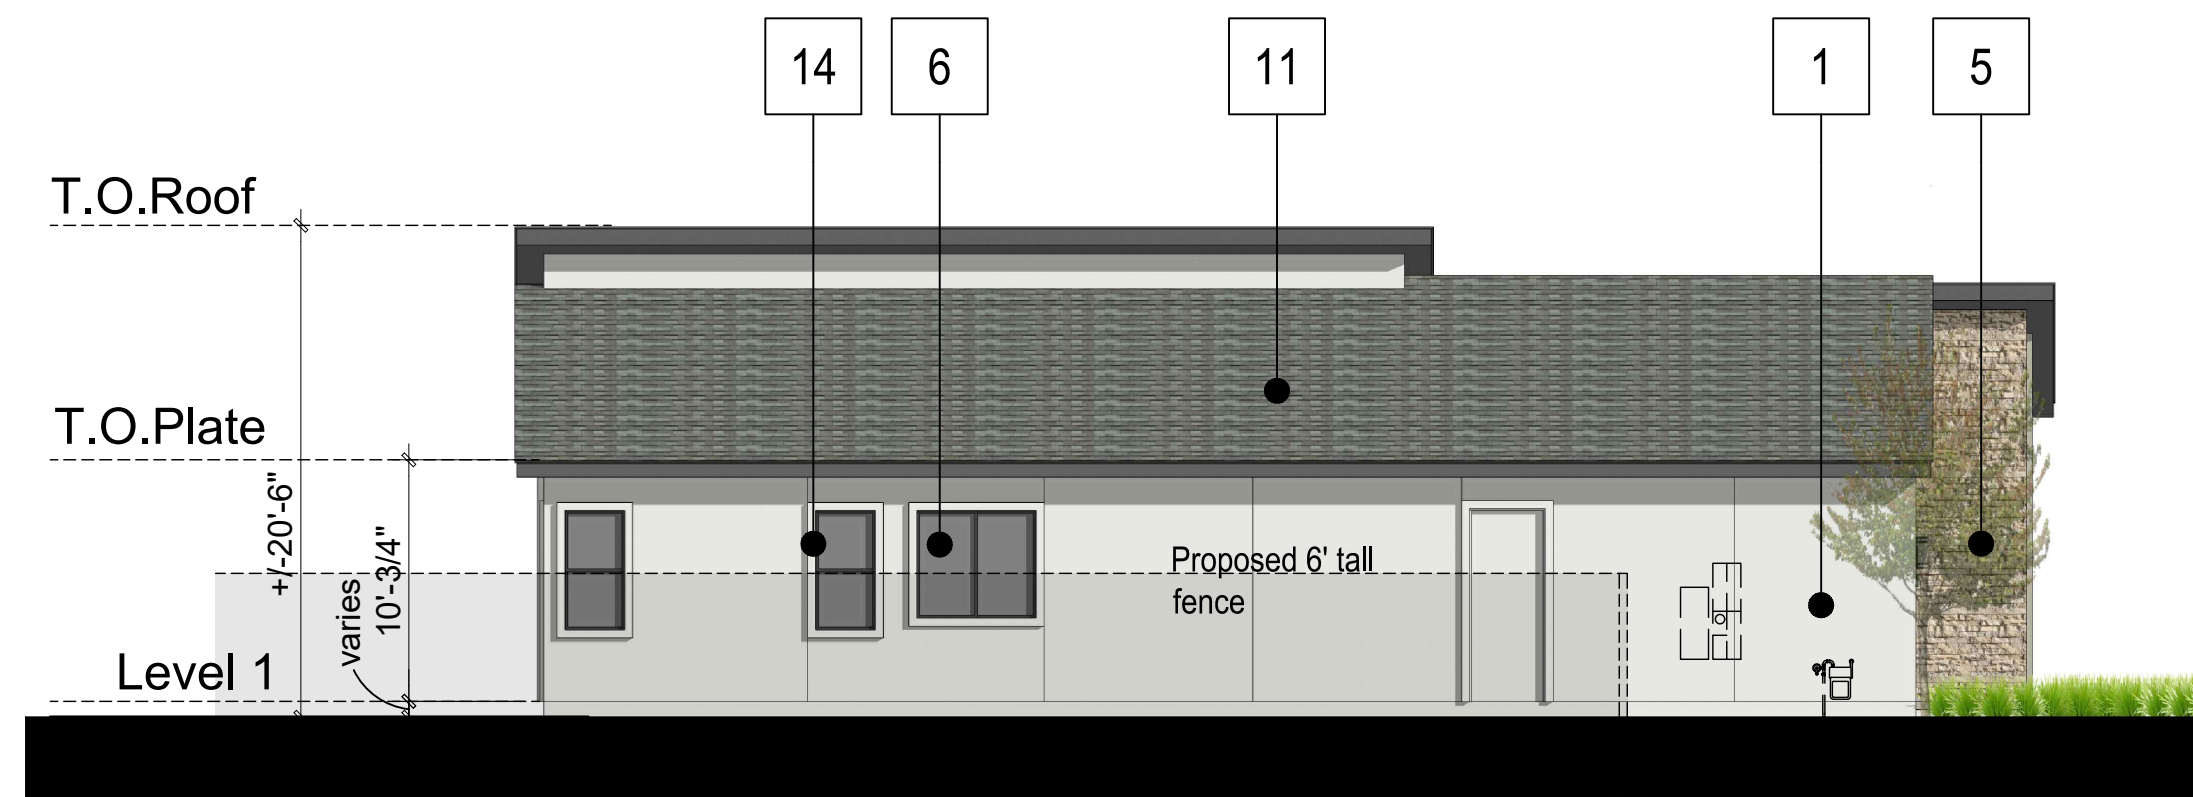 14
6
11
1
5
T.O.Roof
T.O.Plate
+/-20'-6"
10'-3/4"
varies
Proposed 6' tall
fence
Level 1